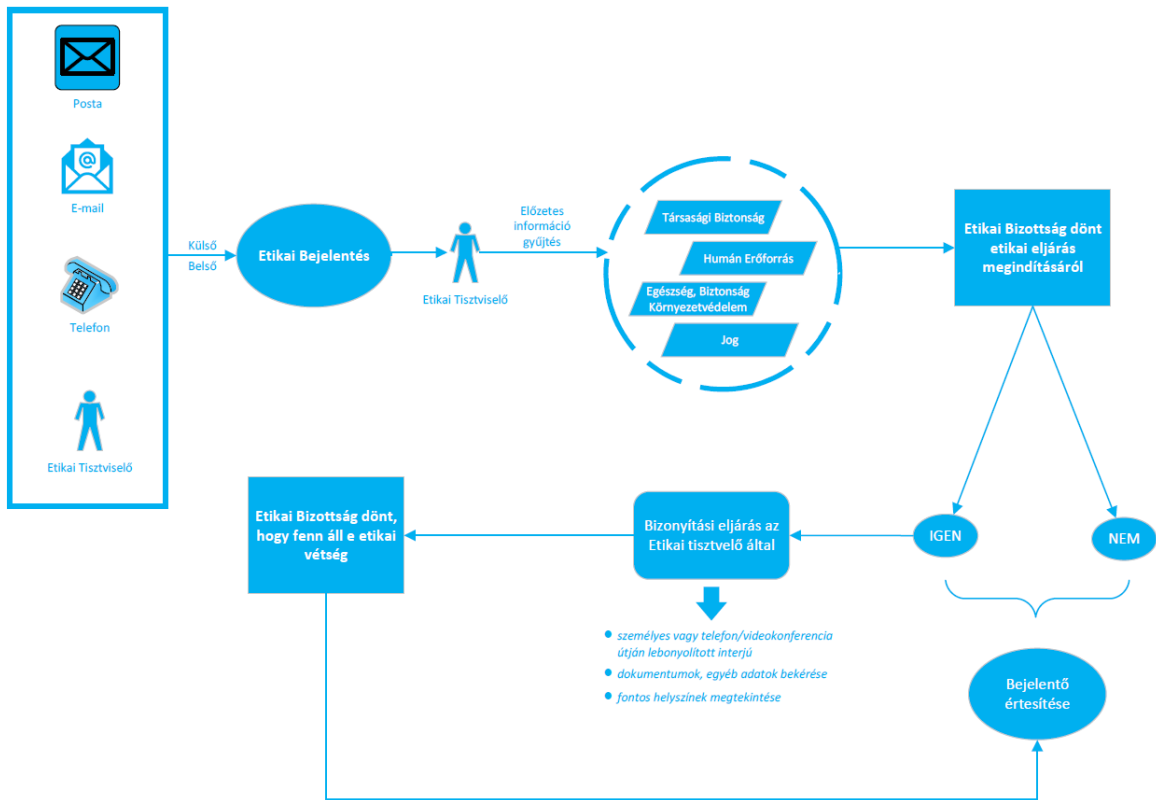 Posta
@
E-mail
Telefon
Etikai Tisztviselő
Külső
Belső
Etikai Bejelentés
Etikai Tisztviselő
Előzetes
információ
gyűjtés
Társasági Biztonság
Humán Erőforrás
Egészség, Biztonság
Környezetvédelem
Jog
Etikai Bizottság dönt
etikai eljárás
megindításáról
IGEN
NEM
Bizonyítási eljárás az
Etikai tisztvelő által
• személyes vagy telefon/videokonferencia
útján lebonyolított interjú
• dokumentumok, egyéb adatok bekérése
• fontos helyszínek megtekintése
Etikai Bizottság dönt,
hogy fenn áll e etikai
vétség
Bejelentő
értesítése